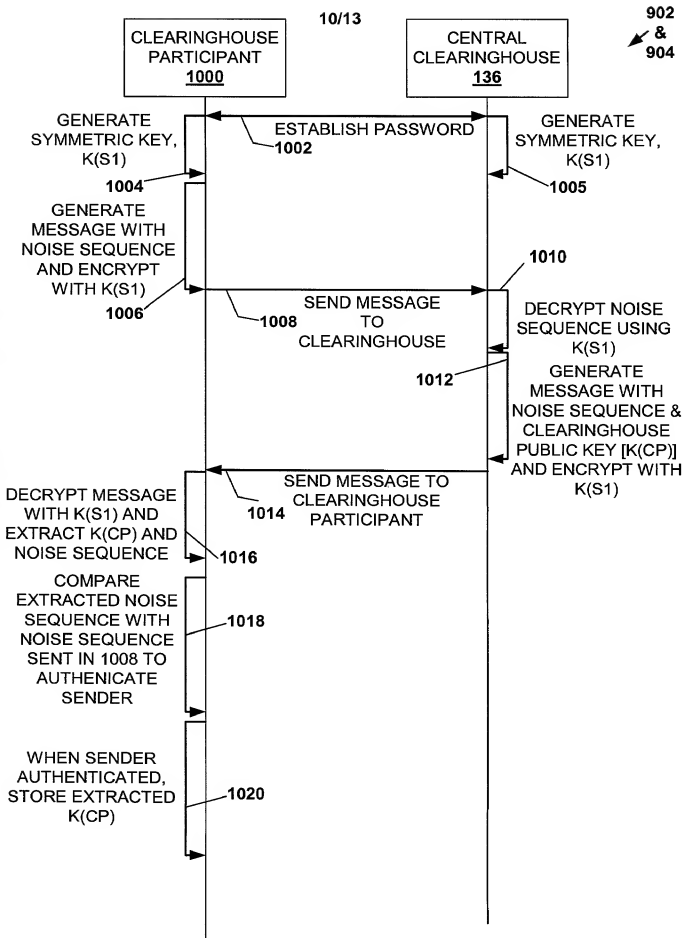 10/13
902
&
904
CLEARINGHOUSE
PARTICIPANT
1000
CENTRAL
CLEARINGHOUSE
136
GENERATE
SYMMETRIC KEY,
K(S1)
1004
ESTABLISH PASSWORD
1002
GENERATE
SYMMETRIC KEY,
K(S1)
1005
GENERATE
MESSAGE WITH
NOISE SEQUENCE
AND ENCRYPT
WITH K(S1)
1006
1008
SEND MESSAGE
TO
CLEARINGHOUSE
1010
DECRYPT NOISE
SEQUENCE USING
K(S1)
1012
GENERATE
MESSAGE WITH
NOISE SEQUENCE &
CLEARINGHOUSE
PUBLIC KEY [K(CP)]
AND ENCRYPT WITH
K(S1)
SEND MESSAGE TO
CLEARINGHOUSE
PARTICIPANT
1014
DECRYPT MESSAGE
WITH K(S1) AND
EXTRACT K(CP) AND
NOISE SEQUENCE
1016
COMPARE
EXTRACTED NOISE
SEQUENCE WITH
NOISE SEQUENCE
SENT IN 1008 TO
AUTHENICATE
SENDER
1018
WHEN SENDER
AUTHENTICATED,
STORE EXTRACTED
K(CP)
1020